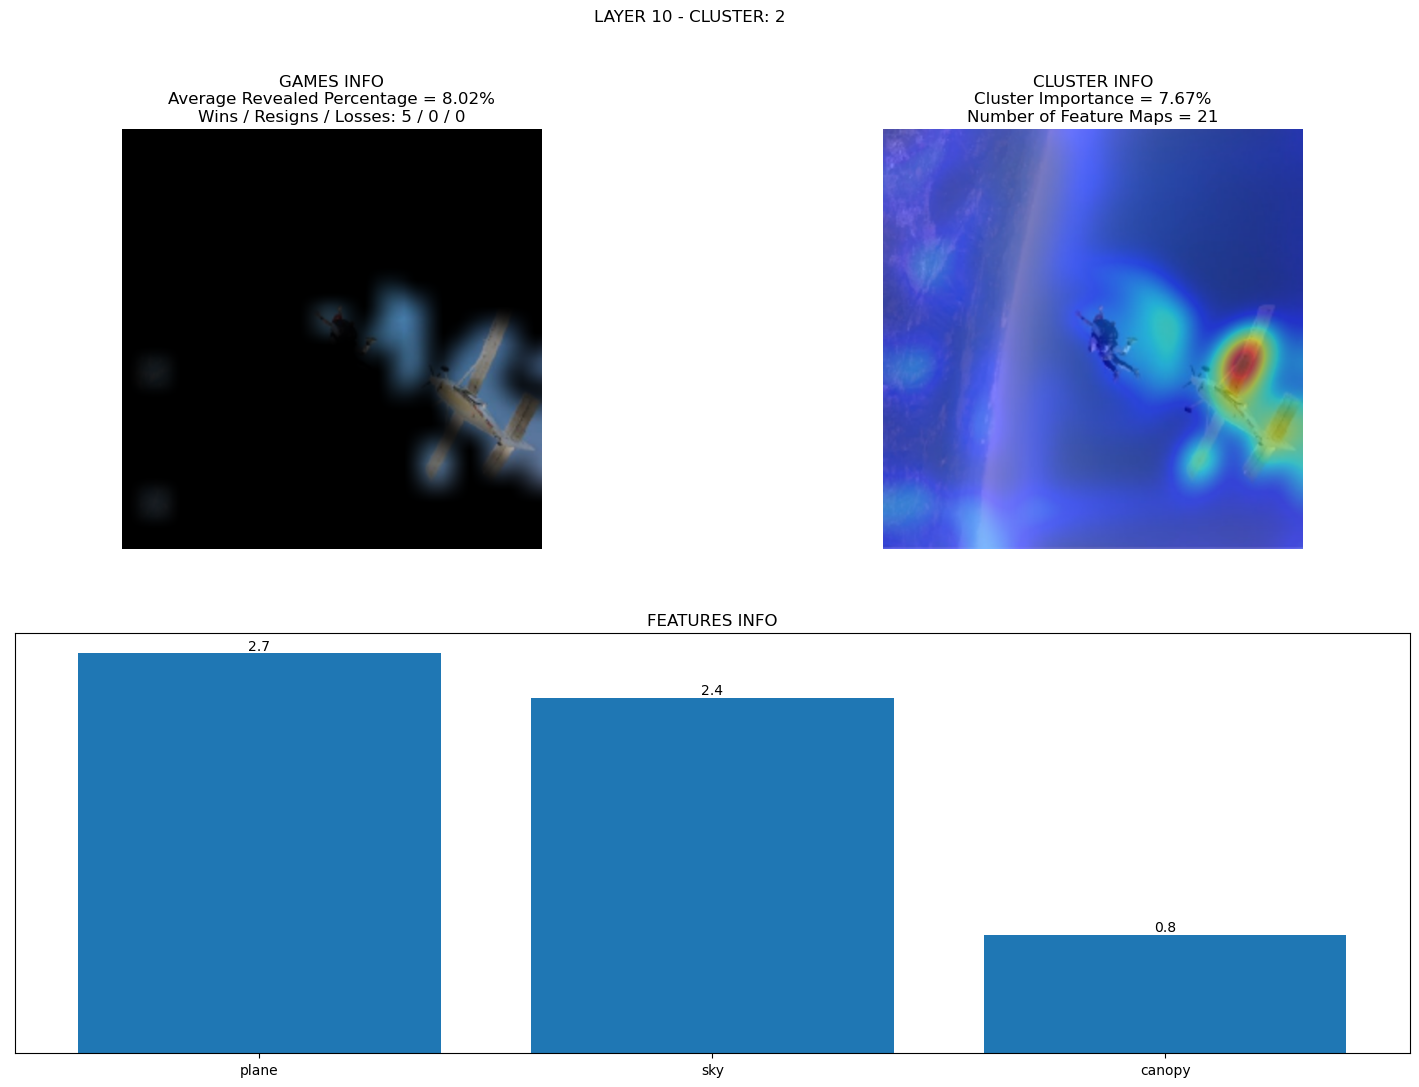 LAYER 10 - CLUSTER: 2
GAMES INFO
Average Revealed Percentage = 8.02%
Wins / Resigns / Losses: 5 / 0 / 0
CLUSTER INFO
Cluster Importance = 7.67%
Number of Feature Maps = 21
FEATURES INFO
2.7
2.4
0.8
plane
sky
canopy